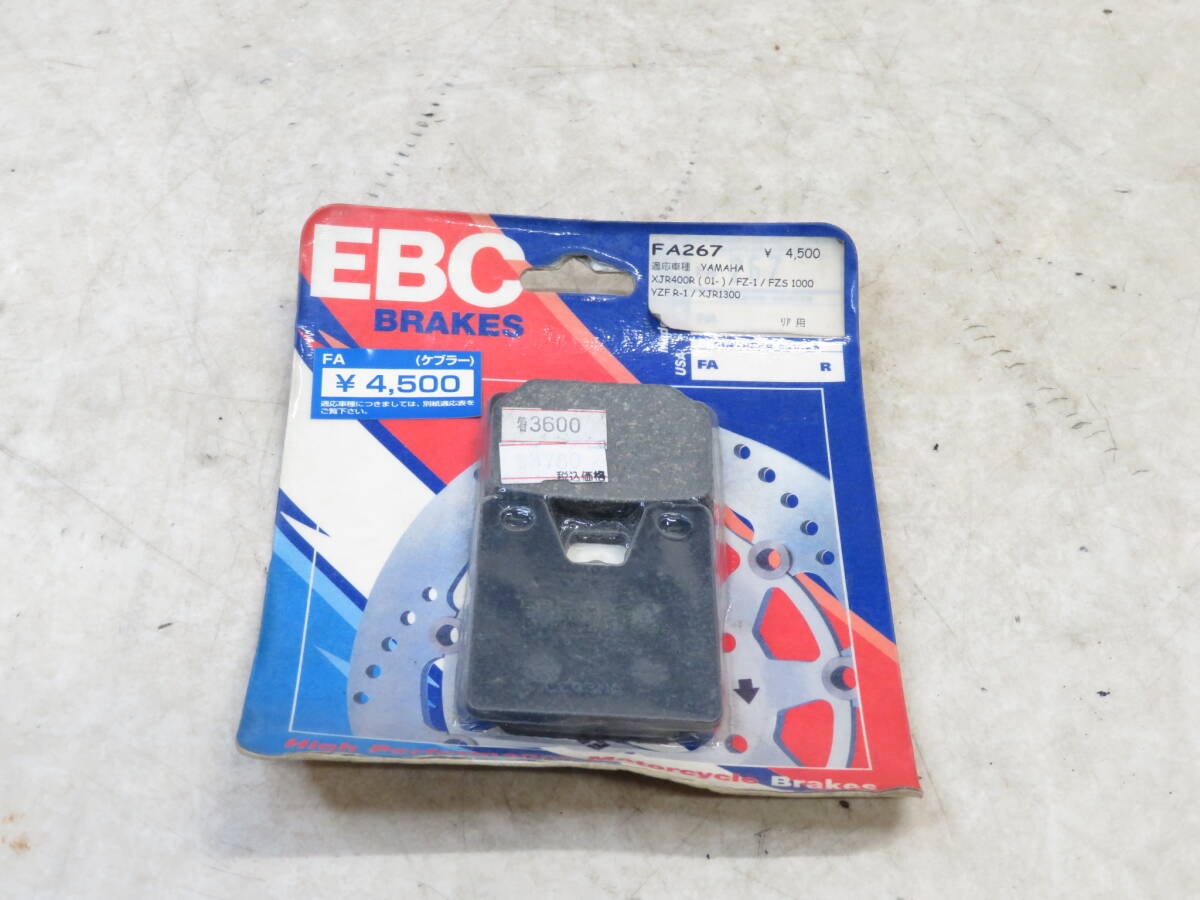 EBC
BRAKES
FA267 ¥ 4,500
適応車種 YAMAHA
XJR400R ( 01- ) / FZ-1 / FZS 1000
YZF R-1 / XJR1300
リア 用
USA
FA R
FA (ケブラー)
¥ 4,500
適応車種につきましては、別紙適応表を
ご覧下さい。
3600
税込価格
High Performance Motorcycle Brakes